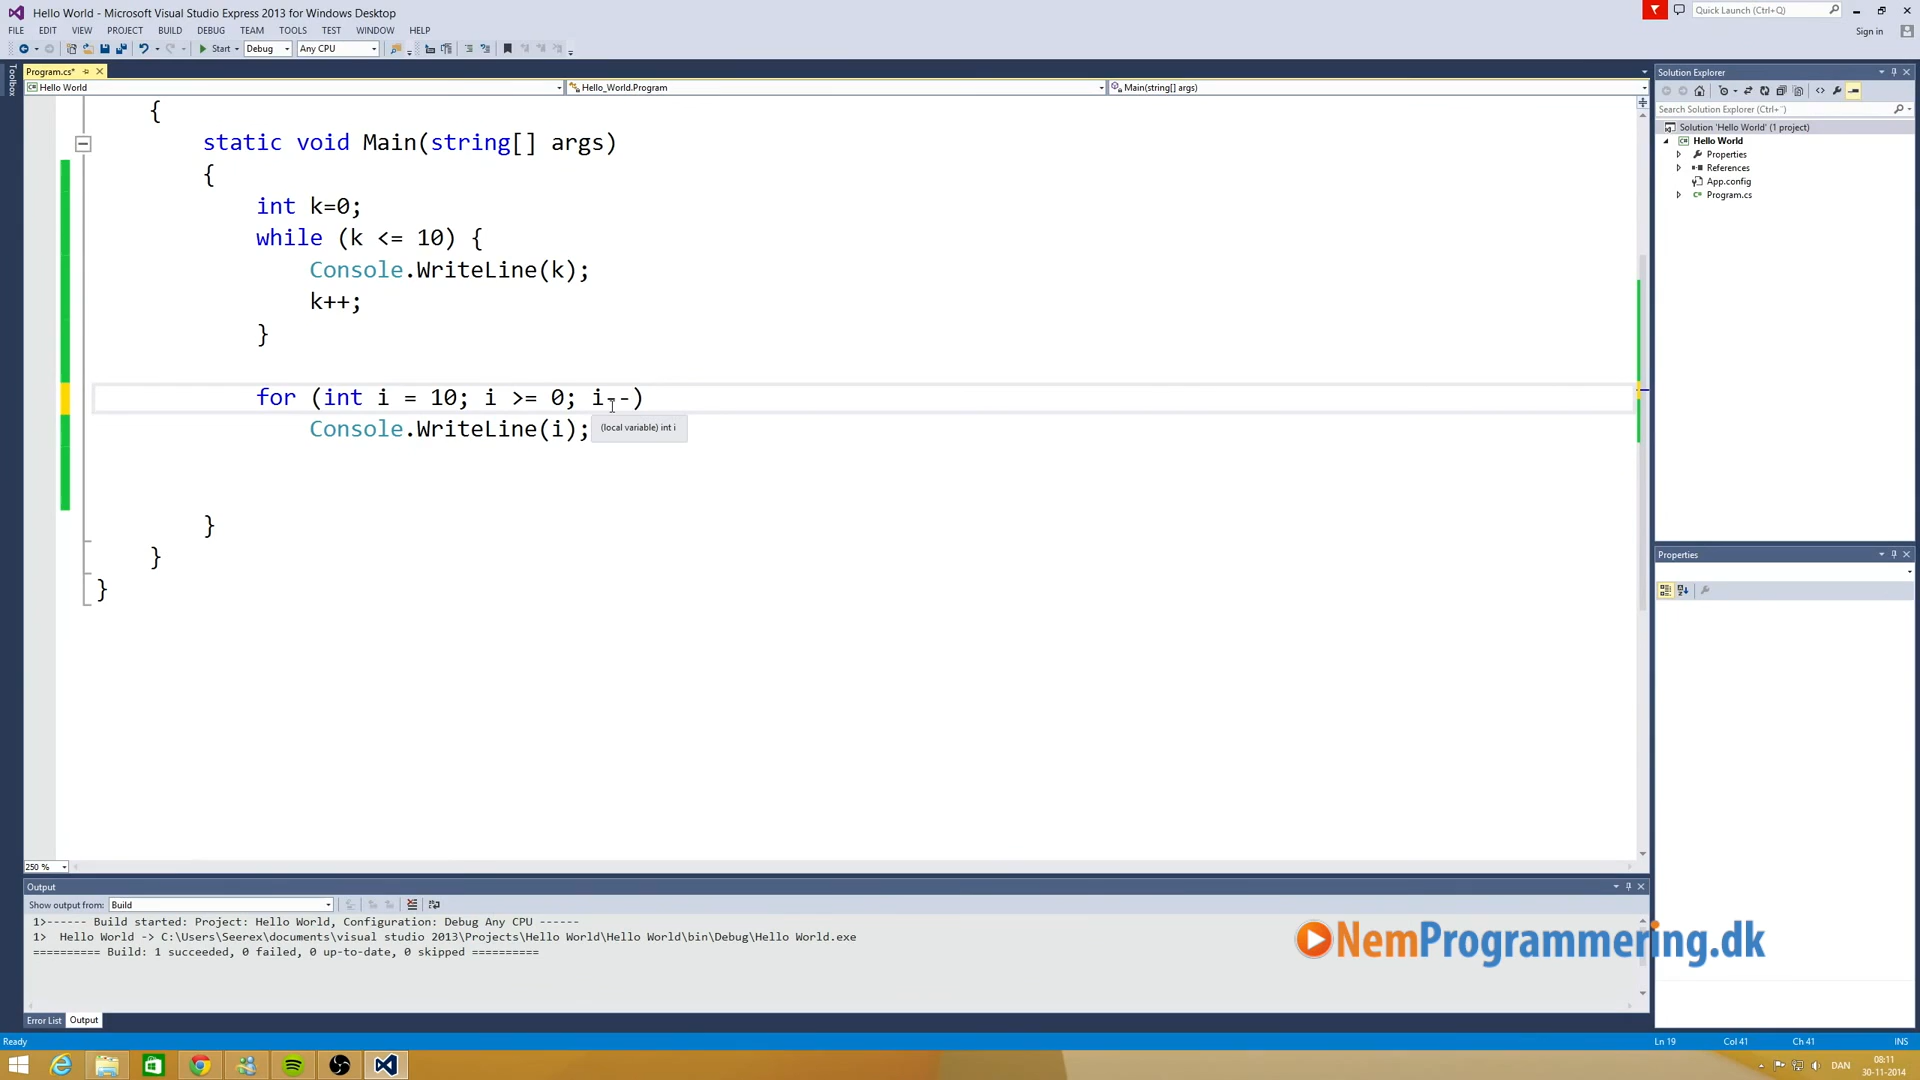 Hello World - Microsoft Visual Studio Express 2013 for Windows Desktop
Quick Launch (Ctrl+Q)
FILE EDIT VIEW PROJECT BUILD DEBUG TEAM TOOLS TEST WINDOW HELP
Sign in
Start Debug Any CPU
Toolbox
Program.cs*
Hello World Hello_World.Program Main(string[] args)
{
static void Main(string[] args)
{
int k=0;
while (k <= 10) {
Console.WriteLine(k);
k++;
}
for (int i = 10; i >= 0; i--)
Console.WriteLine(i);
(local variable) int i
}
}
}
250 %
Solution Explorer
Search Solution Explorer (Ctrl+¨)
Solution 'Hello World' (1 project)
Hello World
Properties
References
App.config
Program.cs
Properties
Output
Show output from: Build
1>------ Build started: Project: Hello World, Configuration: Debug Any CPU ------
1>  Hello World -> C:\Users\Seerex\documents\visual studio 2013\Projects\Hello World\Hello World\bin\Debug\Hello World.exe
========== Build: 1 succeeded, 0 failed, 0 up-to-date, 0 skipped ==========
NemProgrammering.dk
Error List Output
Ready Ln 19 Col 41 Ch 41 INS
DAN 08:11
30-11-2014